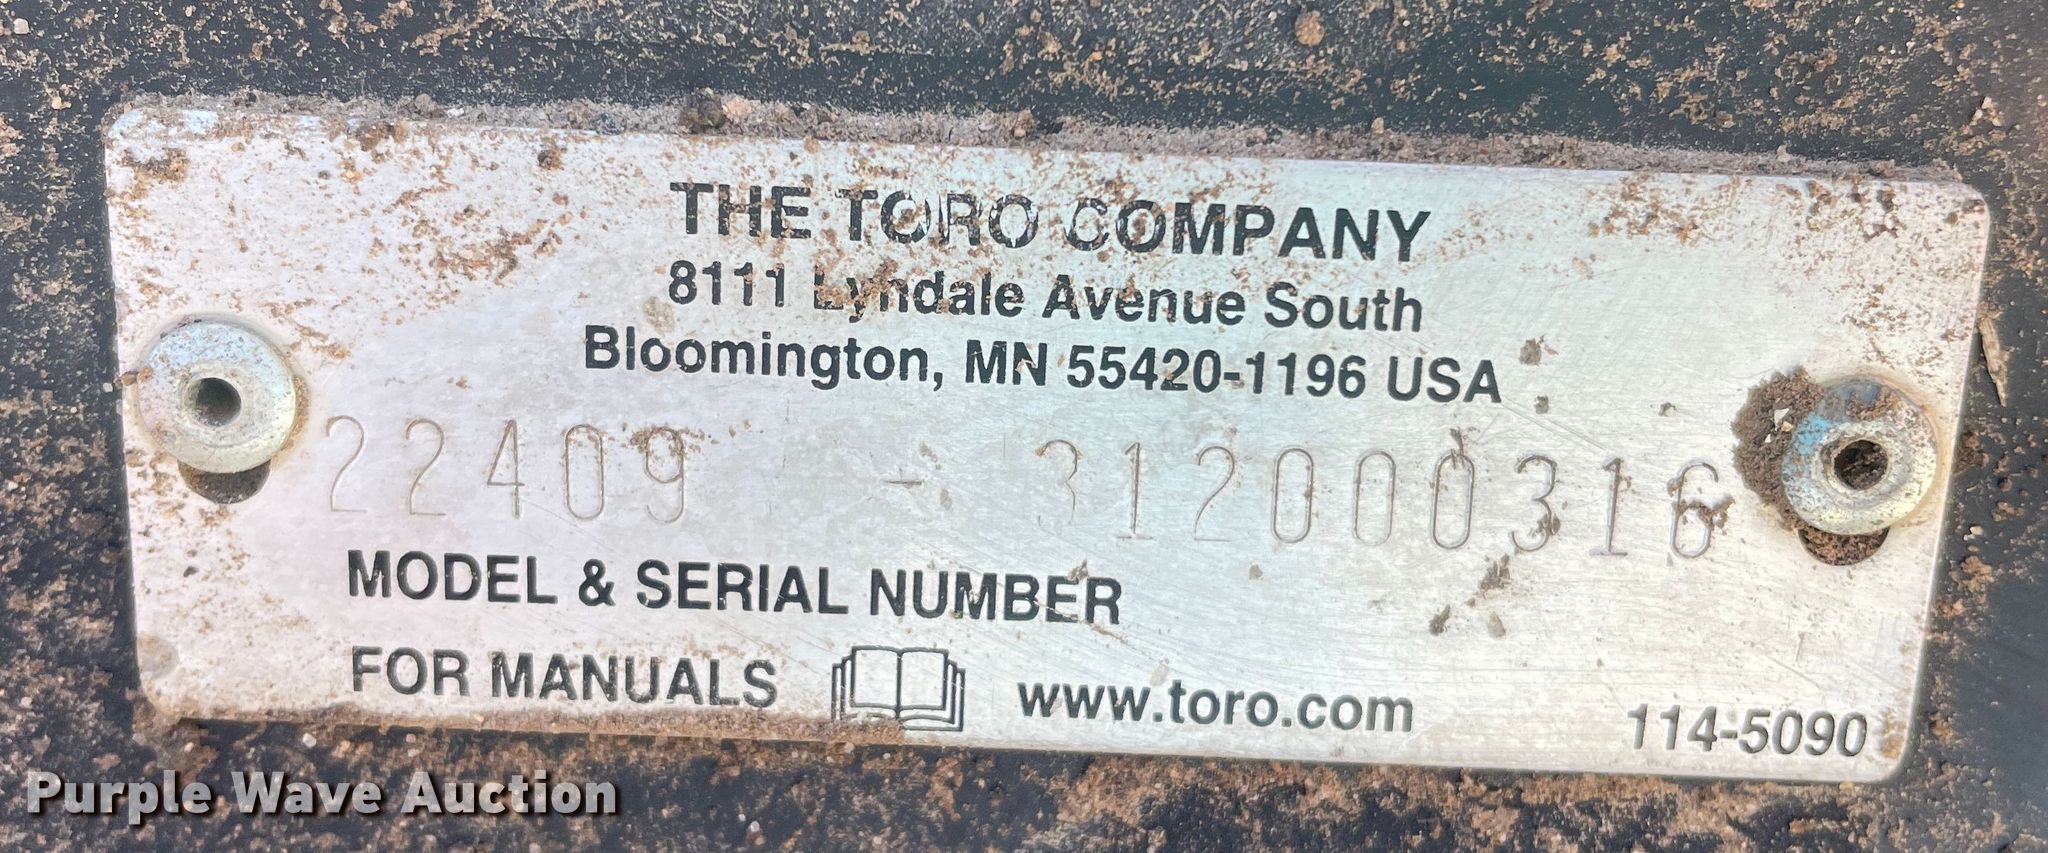 THE TORO COMPANY
8111 Lyndale Avenue South
Bloomington, MN 55420-1196 USA
22409 - 312000316
MODEL & SERIAL NUMBER
FOR MANUALS www.toro.com
114-5090
Purple Wave Auction